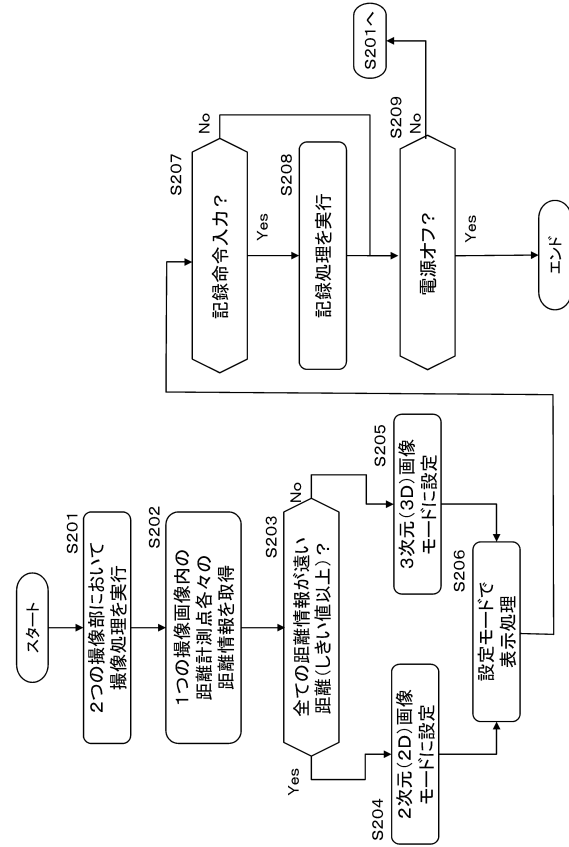 スタート
S201
2つの撮像部において
撮像処理を実行
S202
1つの撮像画像内の
距離計測点各々の
距離情報を取得
S203
全ての距離情報が遠い
距離(しきい値以上)?
Yes
No
S204
2次元(2D)画像
モードに設定
S205
3次元(3D)画像
モードに設定
S206
設定モードで
表示処理
S207
記録命令入力?
No
Yes
S208
記録処理を実行
S209
電源オフ?
No
S201へ
Yes
エンド